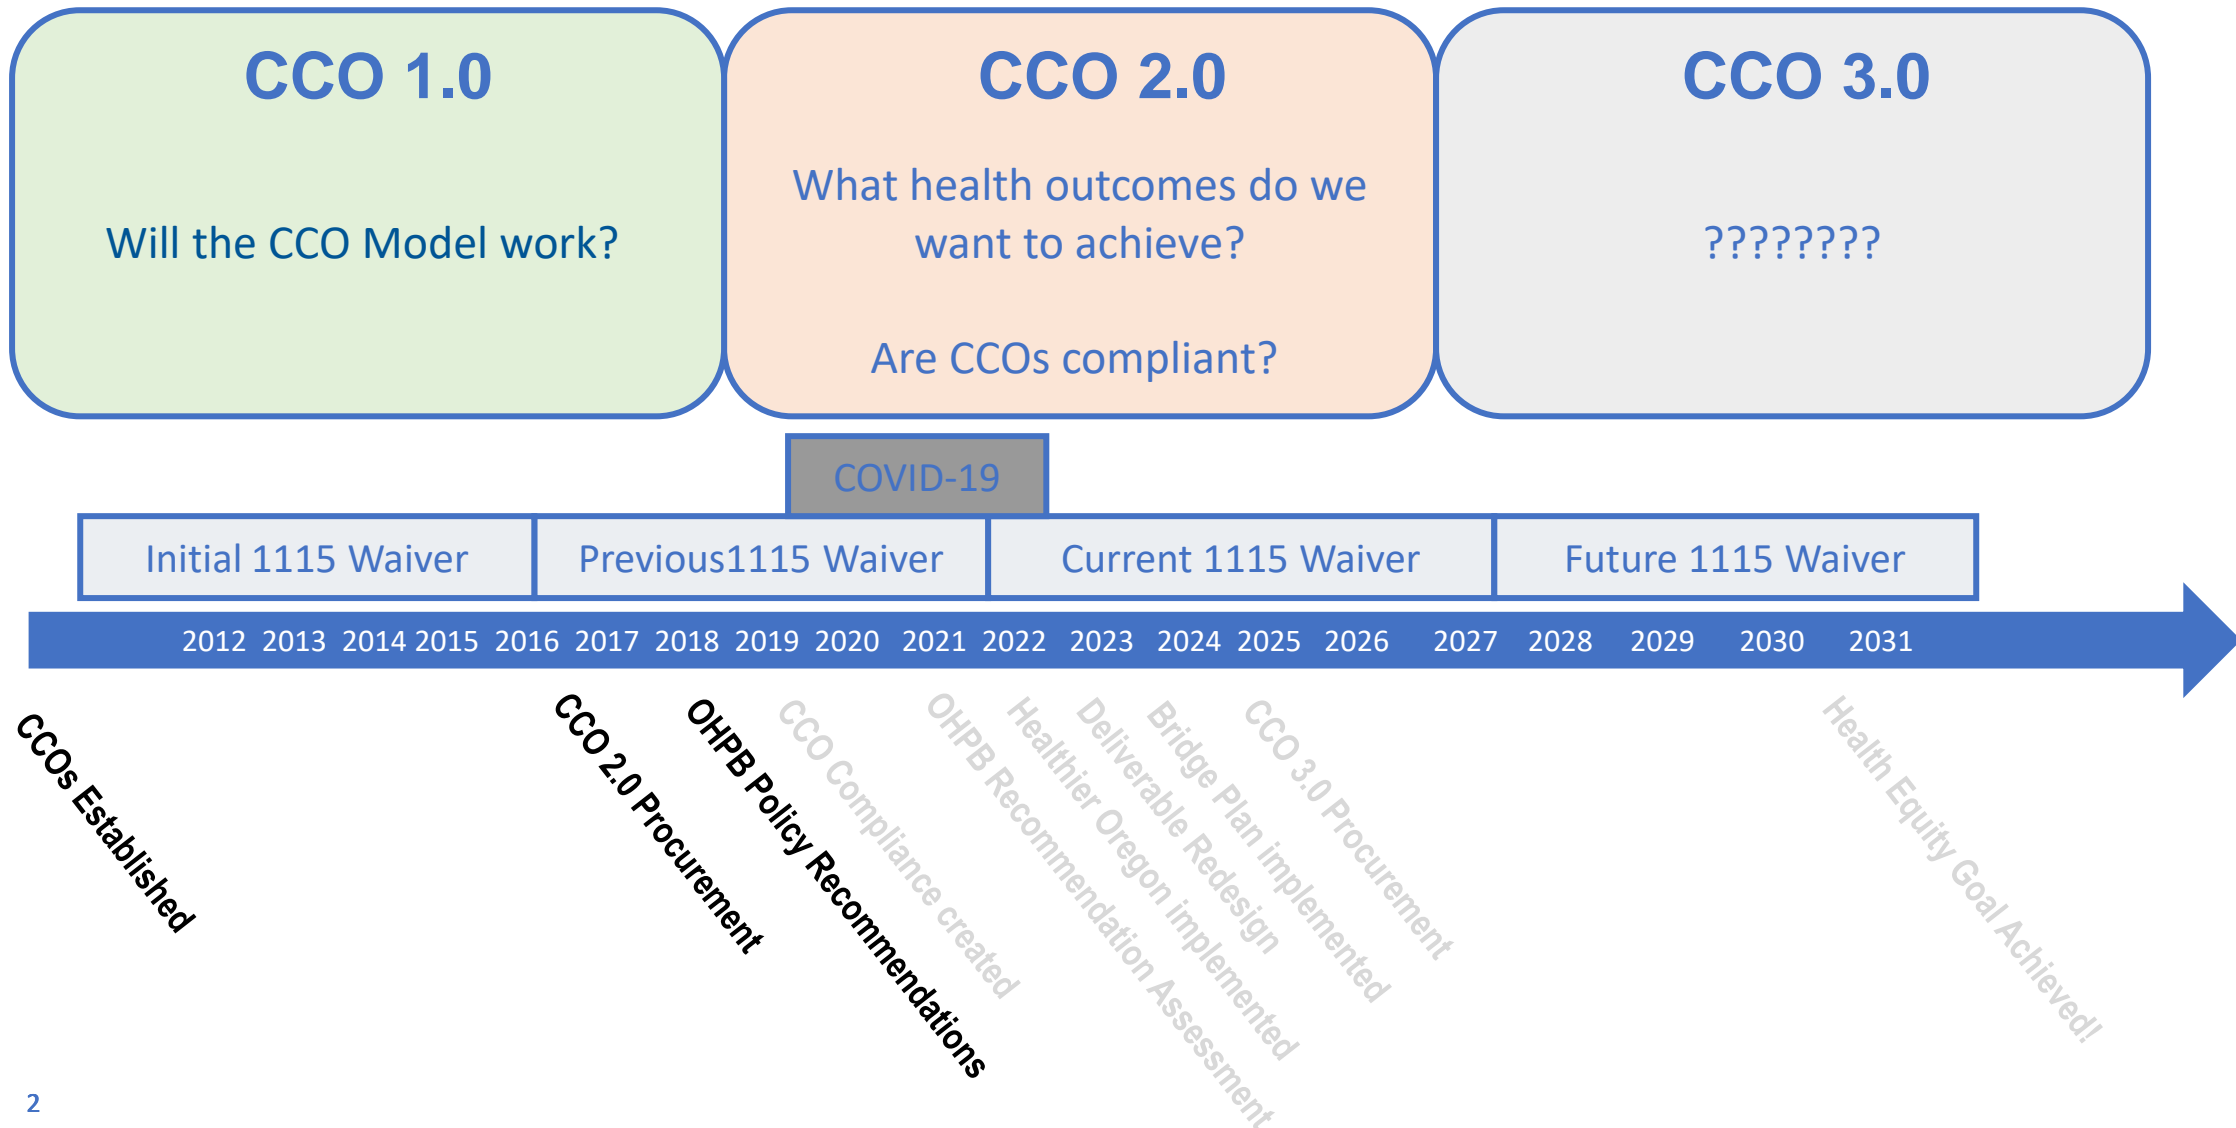 CCO 1.0
Will the CCO Model work?
CCO 2.0
What health outcomes do we
want to achieve?
Are CCOs compliant?
CCO 3.0
????????
COVID-19
Initial 1115 Waiver
Previous1115 Waiver
Current 1115 Waiver
Future 1115 Waiver
2012 2013 2014 2015 2016 2017 2018 2019 2020 2021 2022 2023 2024 2025 2026 2027 2028 2029 2030 2031
CCOs Established
CCO 2.0 Procurement
OHPB Policy Recommendations
CCO Compliance created
OHPB Recommendation Assessment
Healthier Oregon implemented
Deliverable Redesign
Bridge Plan implemented
CCO 3.0 Procurement
Health Equity Goal Achieved!
2